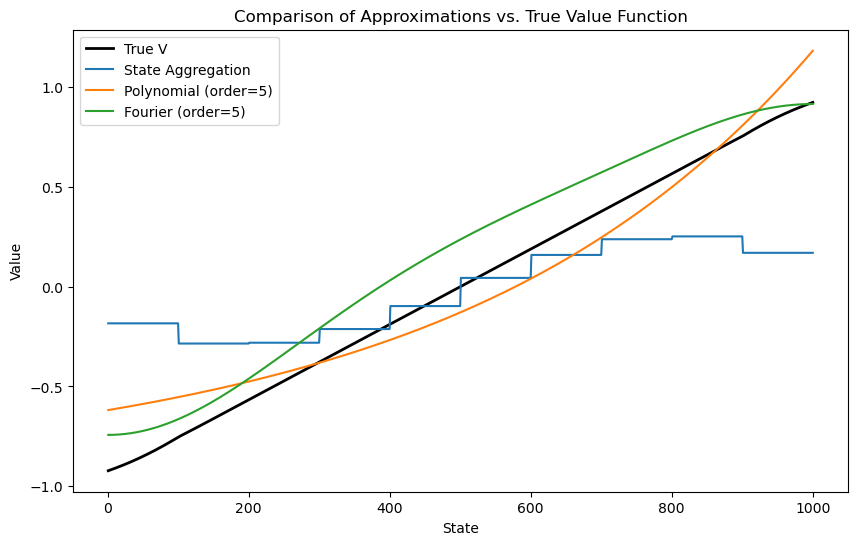 Comparison of Approximations vs. True Value Function
True V
State Aggregation
Polynomial (order=5)
Fourier (order=5)
1.0
0.5
0.0
−0.5
−1.0
Value
0 200 400 600 800 1000
State